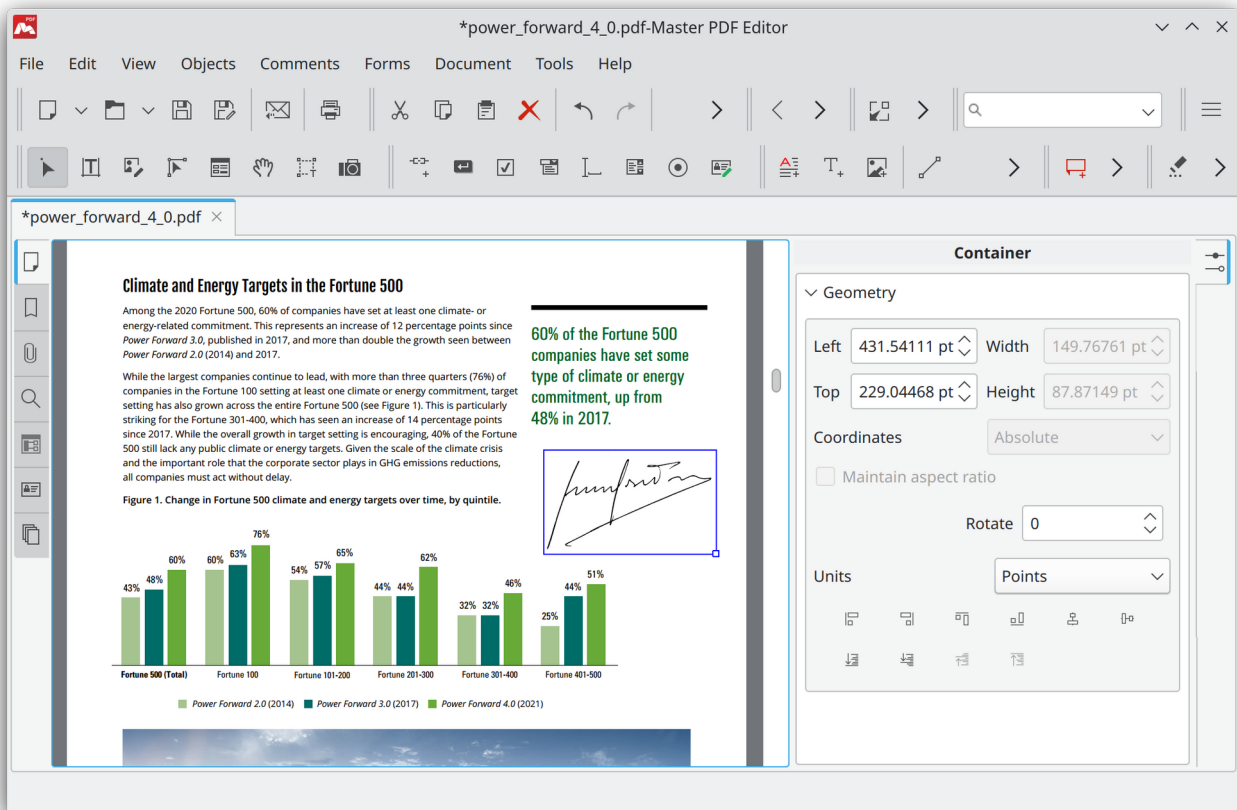 PDF
*power_forward_4_0.pdf-Master PDF Editor
File Edit View Objects Comments Forms Document Tools Help
*power_forward_4_0.pdf
Climate and Energy Targets in the Fortune 500
Among the 2020 Fortune 500, 60% of companies have set at least one climate- or
energy-related commitment. This represents an increase of 12 percentage points since
Power Forward 3.0, published in 2017, and more than double the growth seen between
Power Forward 2.0 (2014) and 2017.
While the largest companies continue to lead, with more than three quarters (76%) of
companies in the Fortune 100 setting at least one climate or energy commitment, target
setting has also grown across the entire Fortune 500 (see Figure 1). This is particularly
striking for the Fortune 301-400, which has seen an increase of 14 percentage points
since 2017. While the overall growth in target setting is encouraging, 40% of the Fortune
500 still lack any public climate or energy targets. Given the scale of the climate crisis
and the important role that the corporate sector plays in GHG emissions reductions,
all companies must act without delay.
60% of the Fortune 500
companies have set some
type of climate or energy
commitment, up from
48% in 2017.
Figure 1. Change in Fortune 500 climate and energy targets over time, by quintile.
43% 48% 60%
60% 63% 76%
54% 57% 65%
44% 44% 62%
32% 32% 46%
25% 44% 51%
Fortune 500 (Total) Fortune 100 Fortune 101-200 Fortune 201-300 Fortune 301-400 Fortune 401-500
Power Forward 2.0 (2014) Power Forward 3.0 (2017) Power Forward 4.0 (2021)
Container
Geometry
Left 431.54111 pt Width 149.76761 pt
Top 229.04468 pt Height 87.87149 pt
Coordinates Absolute
Maintain aspect ratio
Rotate 0
Units Points